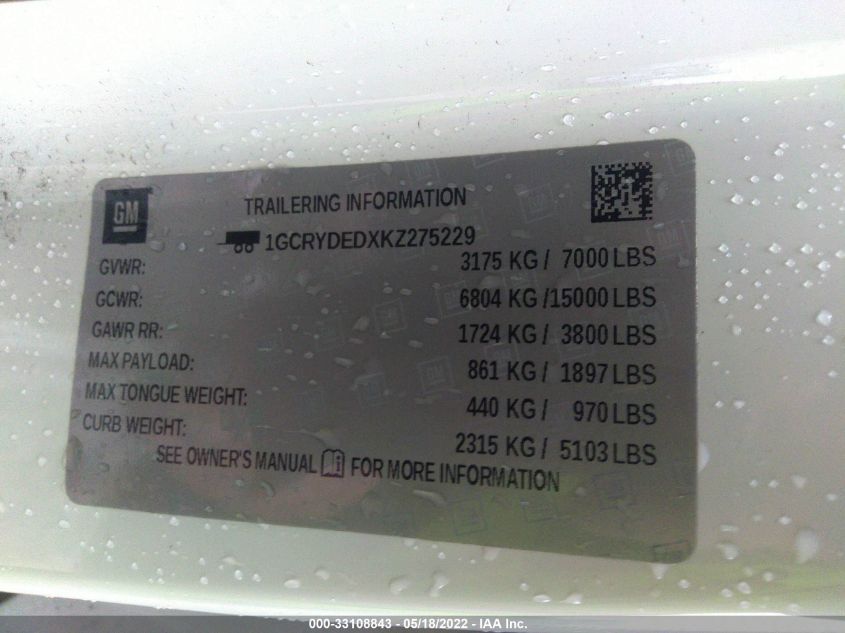 GM
TRAILERING INFORMATION
1GCRYDEDXKZ275229
GVWR: 3175 KG / 7000 LBS
GCWR: 6804 KG /15000 LBS
GAWR RR: 1724 KG / 3800 LBS
MAX PAYLOAD: 861 KG / 1897 LBS
MAX TONGUE WEIGHT: 440 KG / 970 LBS
CURB WEIGHT: 2315 KG / 5103 LBS
SEE OWNER'S MANUAL FOR MORE INFORMATION
000-33108843 - 05/18/2022 - IAA Inc.